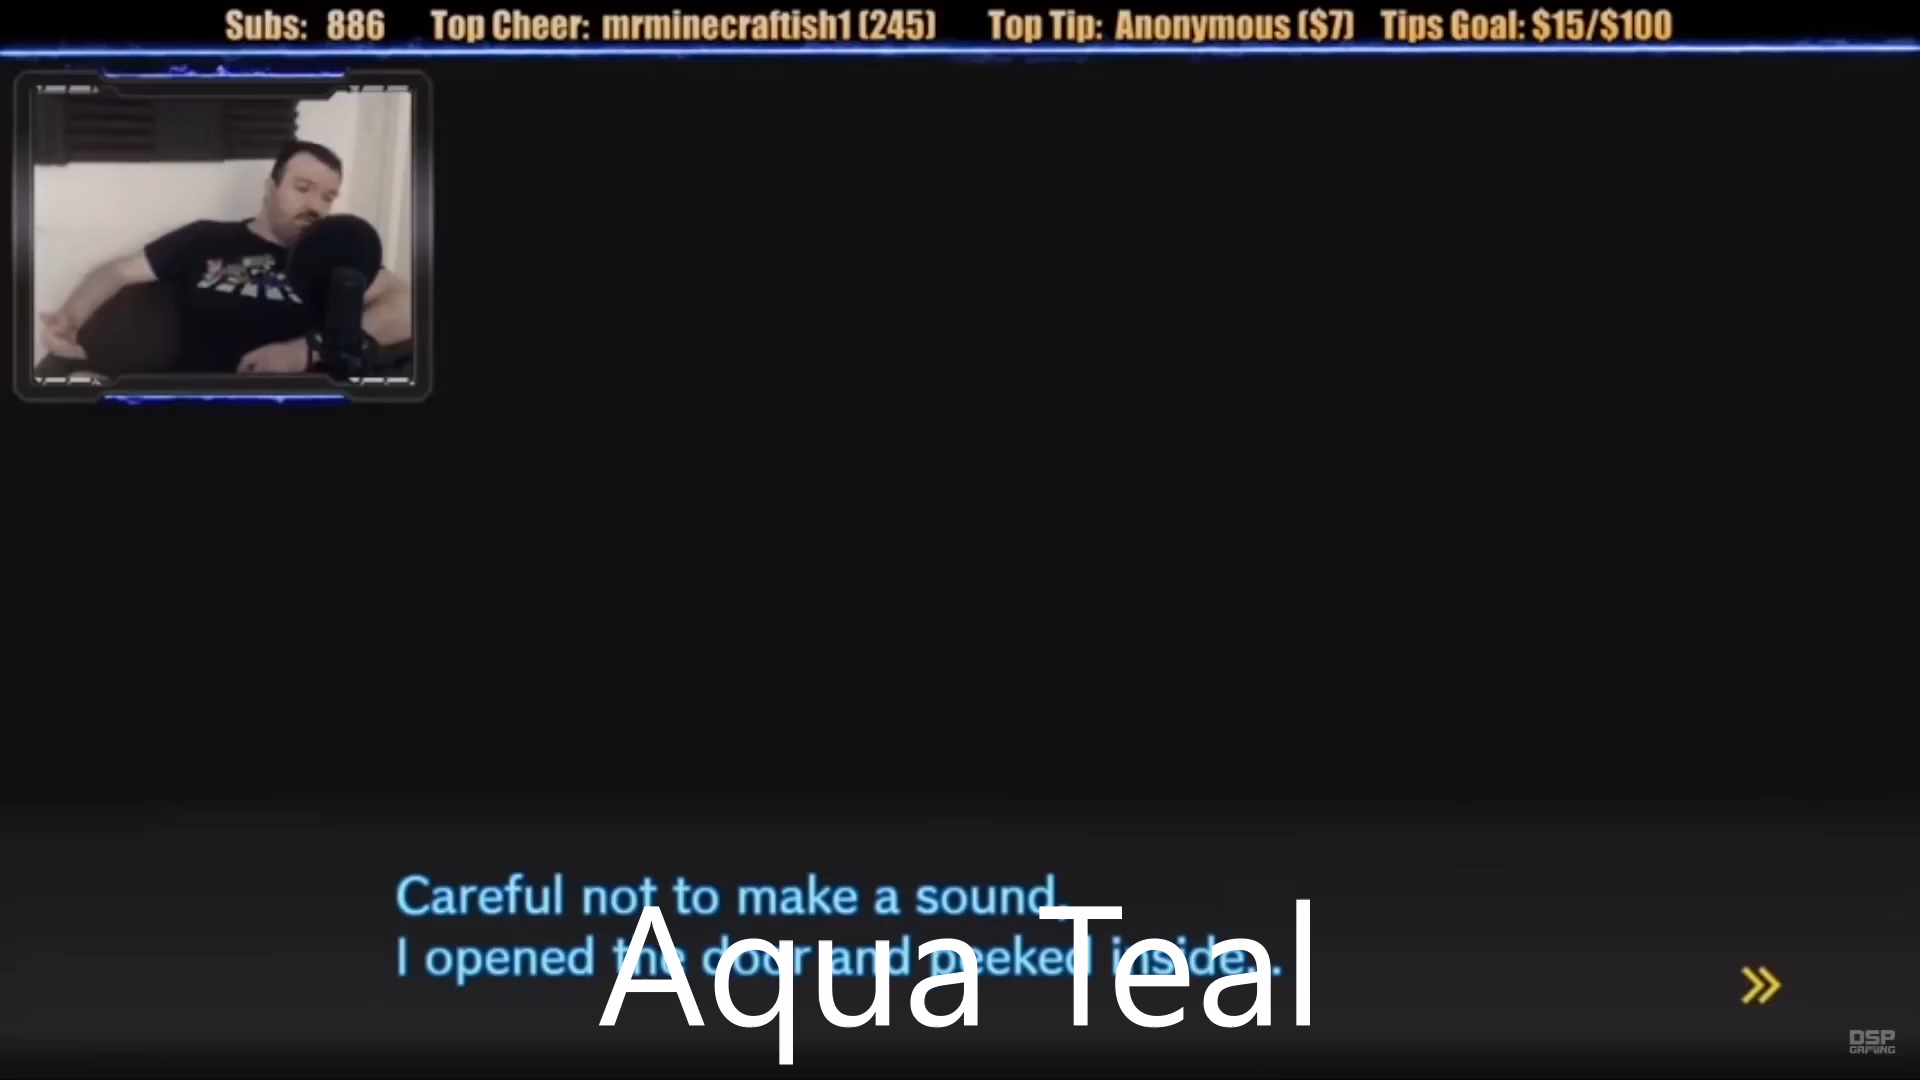 Subs: 886 Top Cheer: mrminecraftish1 (245) Top Tip: Anonymous ($7) Tips Goal: $15/$100
Careful not to make a sound,
I opened the door and peeked inside...
Aqua Teal
DSP
GAMING